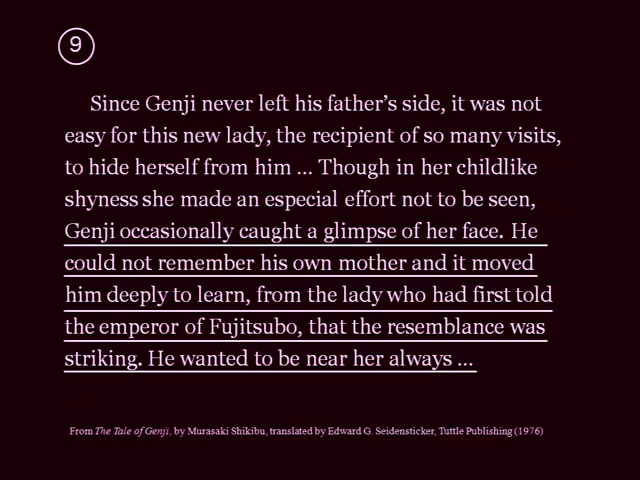 9
Since Genji never left his father’s side, it was not
easy for this new lady, the recipient of so many visits,
to hide herself from him ... Though in her childlike
shyness she made an especial effort not to be seen,
Genji occasionally caught a glimpse of her face. He
could not remember his own mother and it moved
him deeply to learn, from the lady who had first told
the emperor of Fujitsubo, that the resemblance was
striking. He wanted to be near her always ...
From The Tale of Genji, by Murasaki Shikibu, translated by Edward G. Seidensticker, Tuttle Publishing (1976)